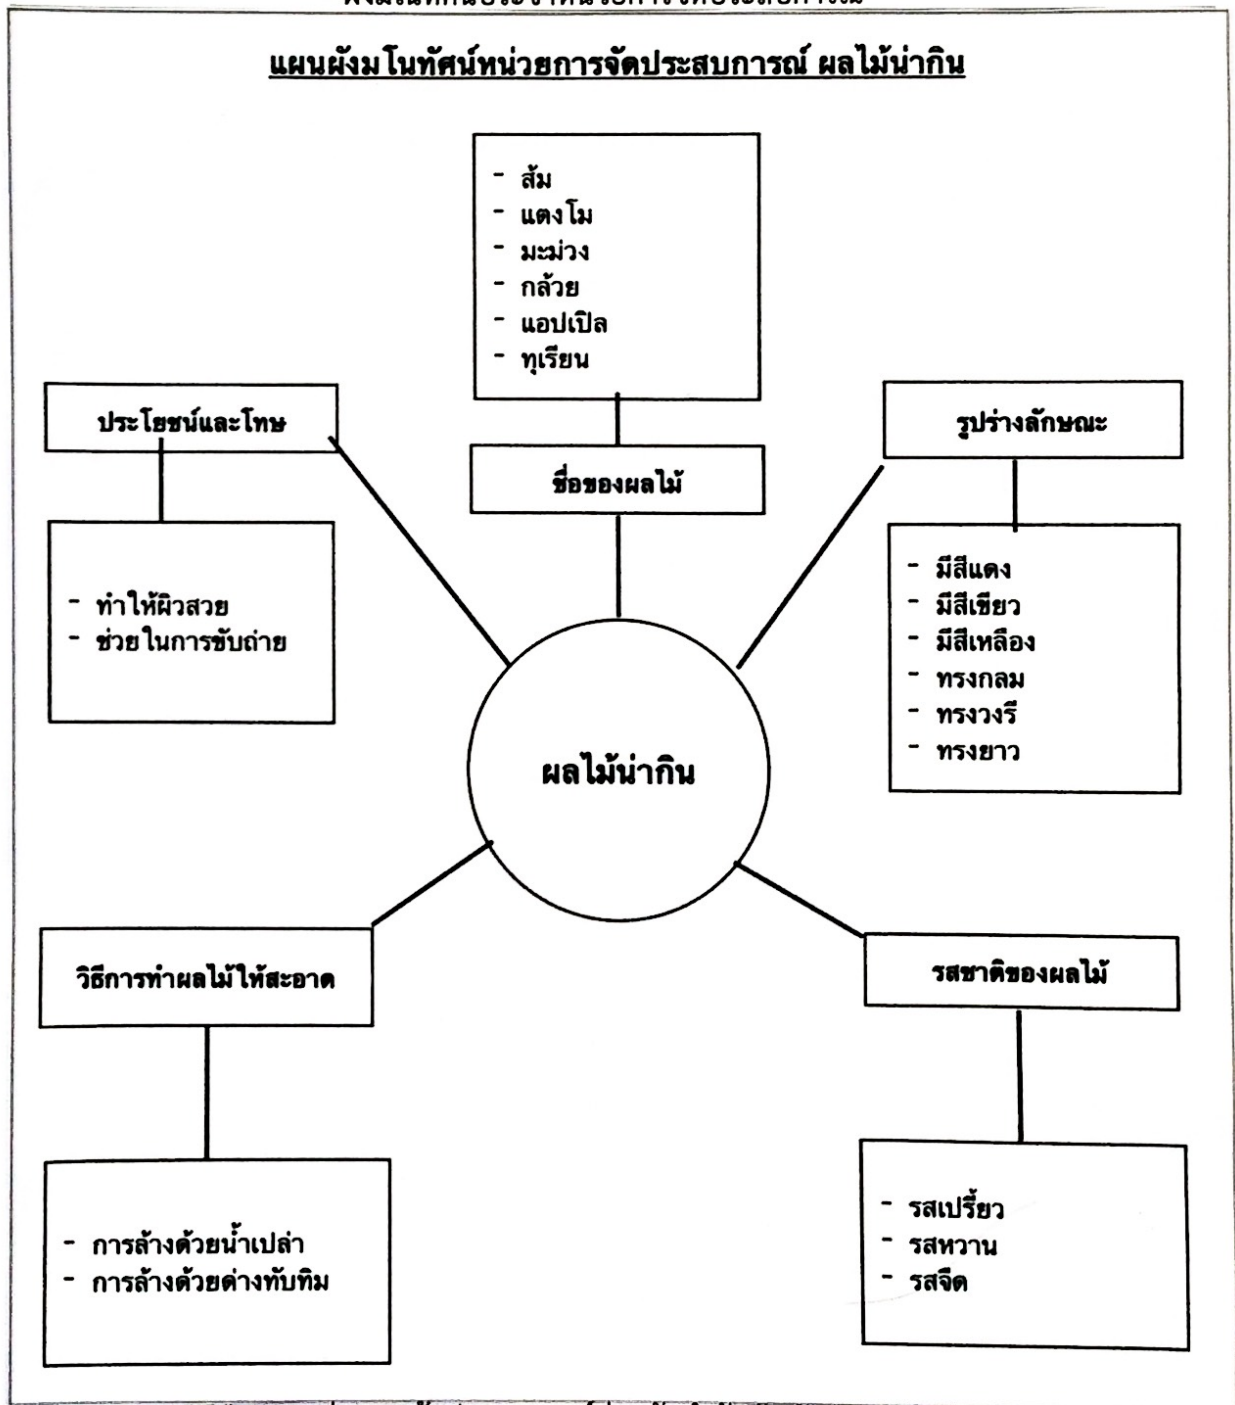 แผนผังมโนทัศน์หน่วยการจัดประสบการณ์ ผลไม้น่ากิน
- ส้ม
- แตงโม
- มะม่วง
- กล้วย
- แอปเปิล
- ทุเรียน
ประโยชน์และโทษ
ชื่อของผลไม้
รูปร่างลักษณะ
- ทำให้ผิวสวย
- ช่วยในการขับถ่าย
- มีสีแดง
- มีสีเขียว
- มีสีเหลือง
- ทรงกลม
- ทรงวงรี
- ทรงยาว
ผลไม้น่ากิน
วิธีการทำผลไม้ให้สะอาด
รสชาติของผลไม้
- การล้างด้วยน้ำเปล่า
- การล้างด้วยด่างทับทิม
- รสเปรี้ยว
- รสหวาน
- รสจืด